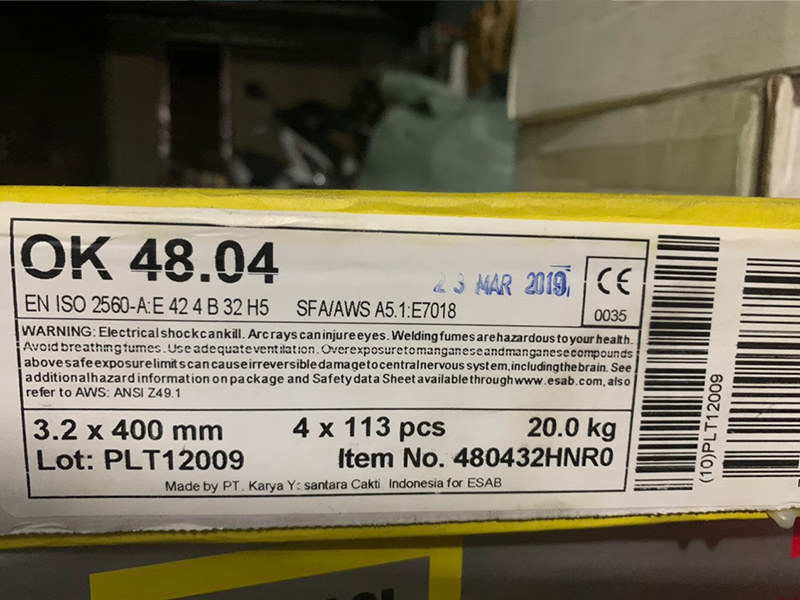 OK 48.04
23 MAR 2019
CE
0035
EN ISO 2560-A:E 42 4 B 32 H5 SFA/AWS A5.1:E7018
WARNING: Electrical shock can kill. Arc rays can injure eyes. Welding fumes are hazardous to your health.
Avoid breathing fumes. Use adequate ventilation. Overexposure to manganese and manganese compounds
above safe exposure limits can cause irreversible damage to central nervous system, including the brain. See
additional hazard information on package and Safety data Sheet available through www.esab.com, also
refer to AWS: ANSI Z49.1
3.2 x 400 mm 4 x 113 pcs 20.0 kg
Lot: PLT12009 Item No. 480432HNR0
Made by PT. Karya Y santara Cakti Indonesia for ESAB
(10)PLT12009